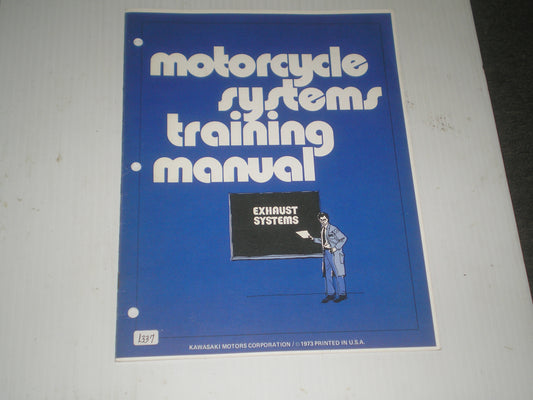 motorcycle
systems
training
manual
EXHAUST
SYSTEMS
1337
KAWASAKI MOTORS CORPORATION / © 1973 PRINTED IN U.S.A.